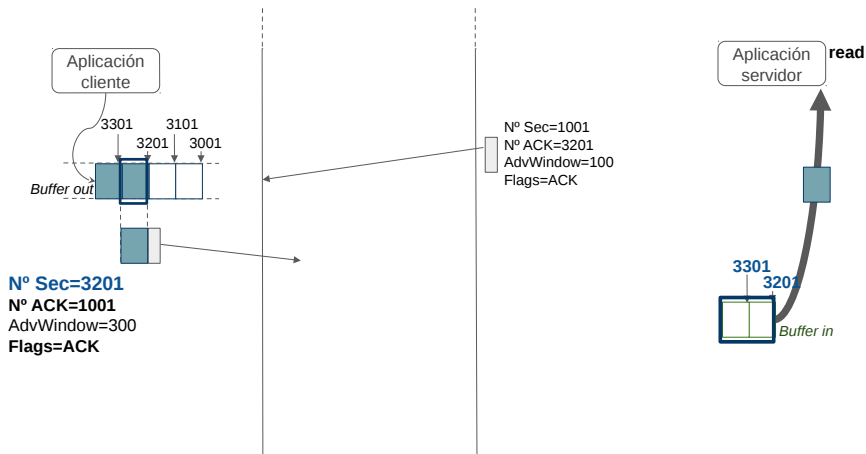 Aplicación
cliente
3301
3201
3101
3001
Buffer out
Nº Sec=3201
Nº ACK=1001
AdvWindow=300
Flags=ACK
Nº Sec=1001
Nº ACK=3201
AdvWindow=100
Flags=ACK
Aplicación
servidor
read
3301
3201
Buffer in